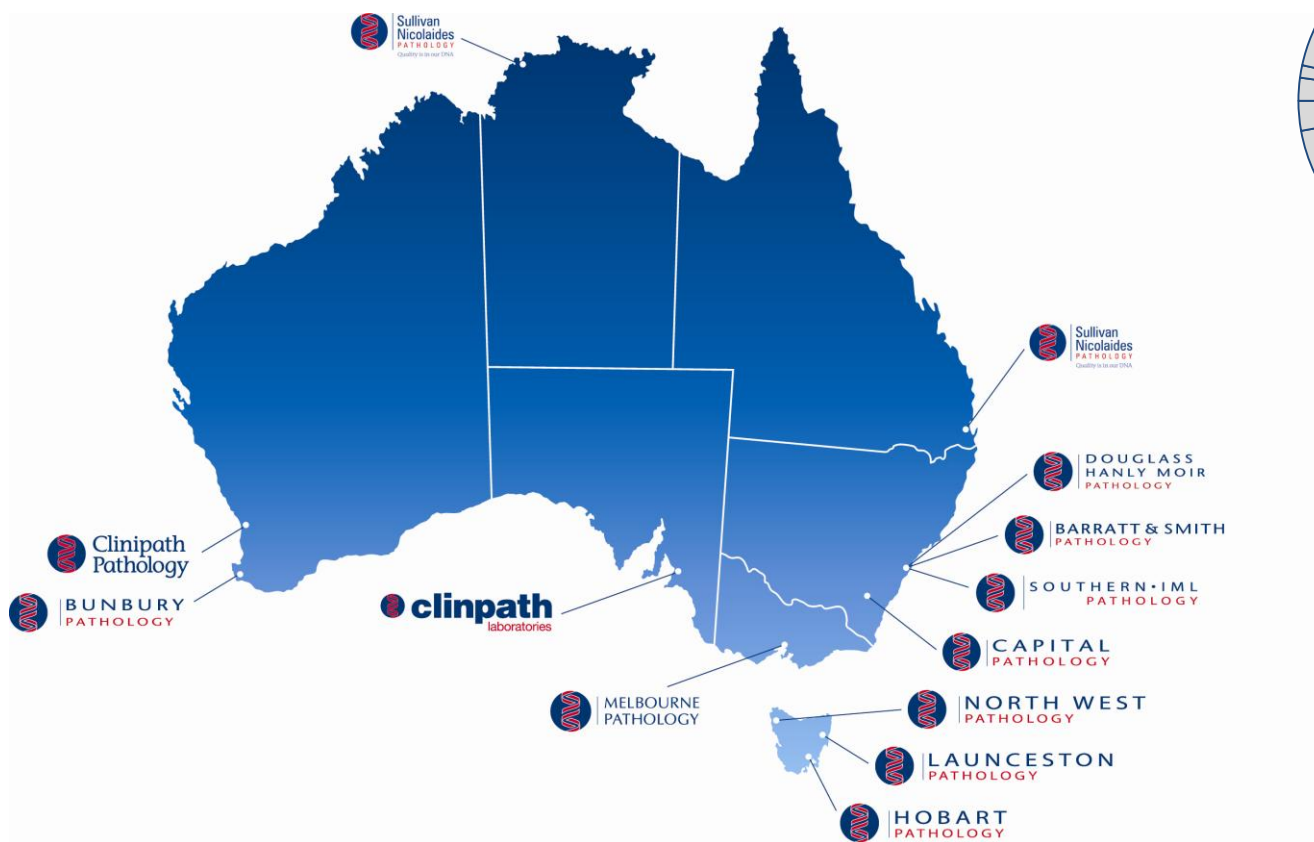 Sullivan
Nicolaides
PATHOLOGY
Quality is in our DNA
Sullivan
Nicolaides
PATHOLOGY
Quality is in our DNA
DOUGLASS
HANLY MOIR
PATHOLOGY
BARRATT & SMITH
PATHOLOGY
SOUTHERN•IML
PATHOLOGY
Clinipath
Pathology
BUNBURY
PATHOLOGY
clinpath
laboratories
CAPITAL
PATHOLOGY
MELBOURNE
PATHOLOGY
NORTH WEST
PATHOLOGY
LAUNCESTON
PATHOLOGY
HOBART
PATHOLOGY